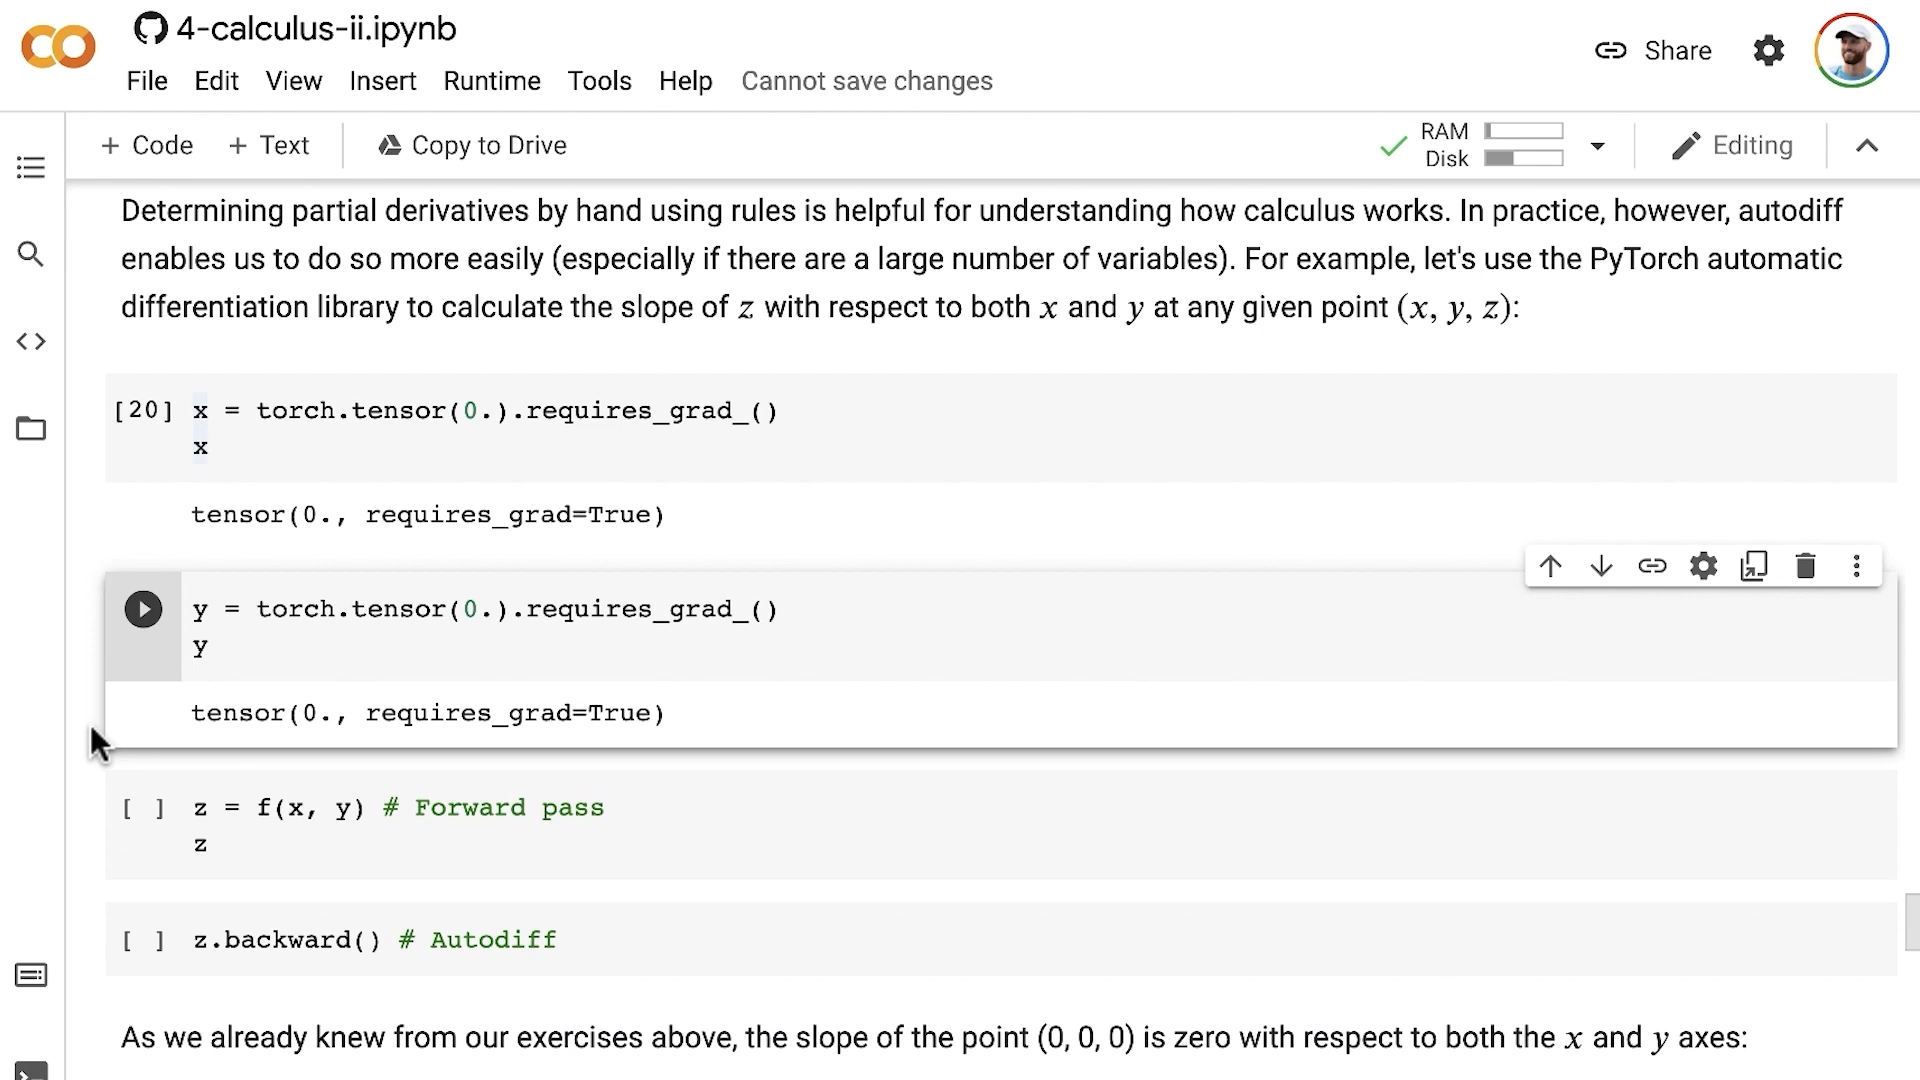 4-calculus-ii.ipynb
Share
File Edit View Insert Runtime Tools Help Cannot save changes
+ Code + Text Copy to Drive
RAM
Disk
Editing
Determining partial derivatives by hand using rules is helpful for understanding how calculus works. In practice, however, autodiff
enables us to do so more easily (especially if there are a large number of variables). For example, let's use the PyTorch automatic
differentiation library to calculate the slope of z with respect to both x and y at any given point (x, y, z):
[20] x = torch.tensor(0.).requires_grad_()
x
tensor(0., requires_grad=True)
y = torch.tensor(0.).requires_grad_()
y
tensor(0., requires_grad=True)
[ ] z = f(x, y) # Forward pass
z
[ ] z.backward() # Autodiff
As we already knew from our exercises above, the slope of the point (0, 0, 0) is zero with respect to both the x and y axes: